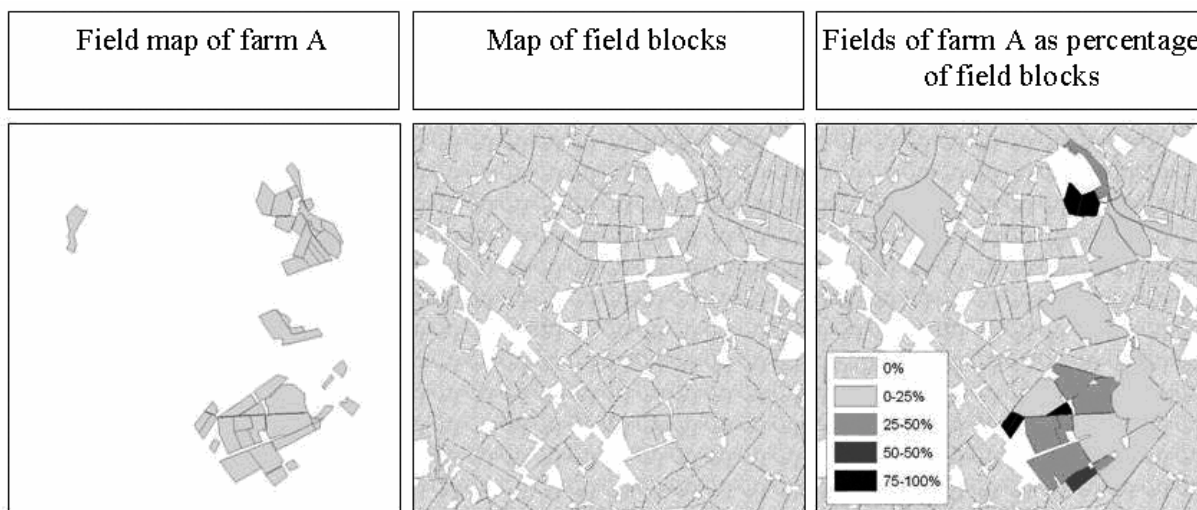 Field map of farm A
Map of field blocks
Fields of farm A as percentage
of field blocks
0%
0-25%
25-50%
50-50%
75-100%